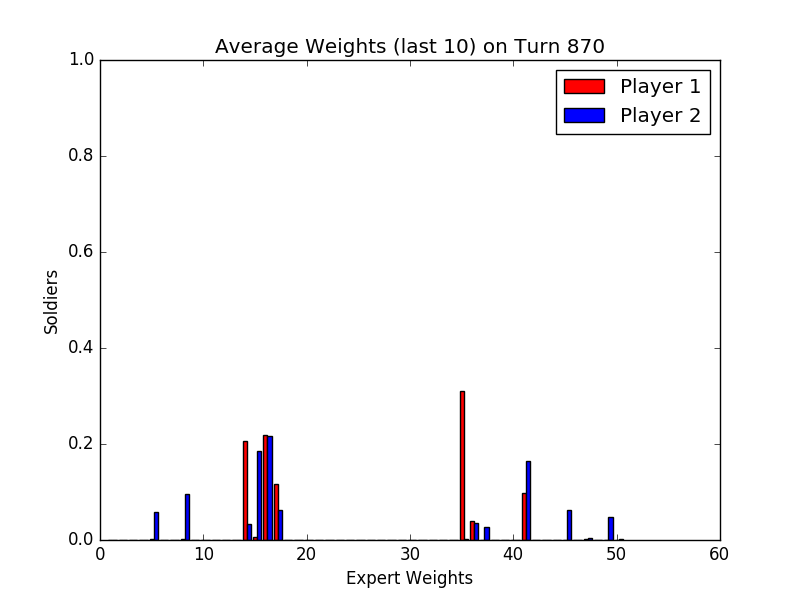 Average Weights (last 10) on Turn 870
1.0
Player 1
Player 2
0.8
0.6
Soldiers
0.4
0.2
0.0
0 10 20 30 40 50 60
Expert Weights